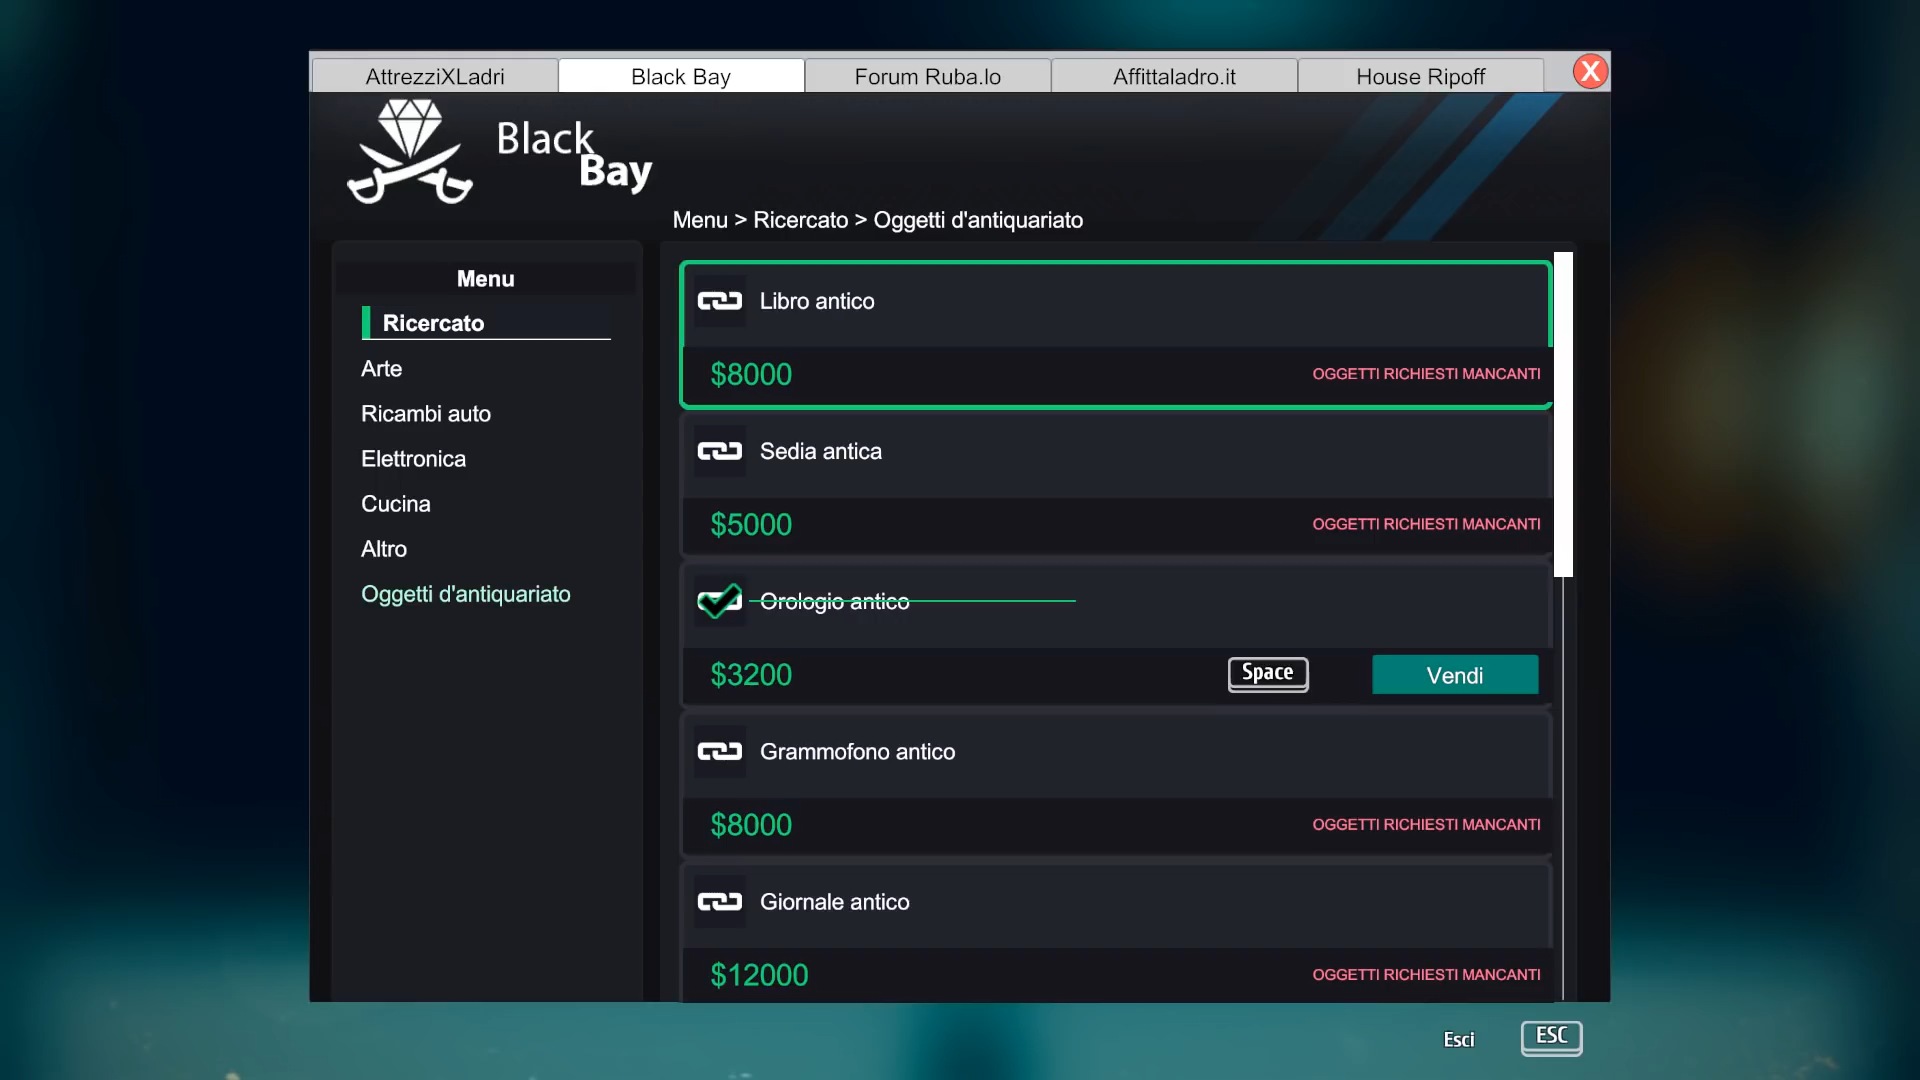 AttrezziXLadri
Black Bay
Forum Ruba.lo
Affittaladro.it
House Ripoff
X
Black
Bay
Menu > Ricercato > Oggetti d'antiquariato
Menu
Ricercato
Arte
Ricambi auto
Elettronica
Cucina
Altro
Oggetti d'antiquariato
Libro antico
$8000
OGGETTI RICHIESTI MANCANTI
Sedia antica
$5000
OGGETTI RICHIESTI MANCANTI
Orologio antico
$3200
Space
Vendi
Grammofono antico
$8000
OGGETTI RICHIESTI MANCANTI
Giornale antico
$12000
OGGETTI RICHIESTI MANCANTI
Esci
ESC